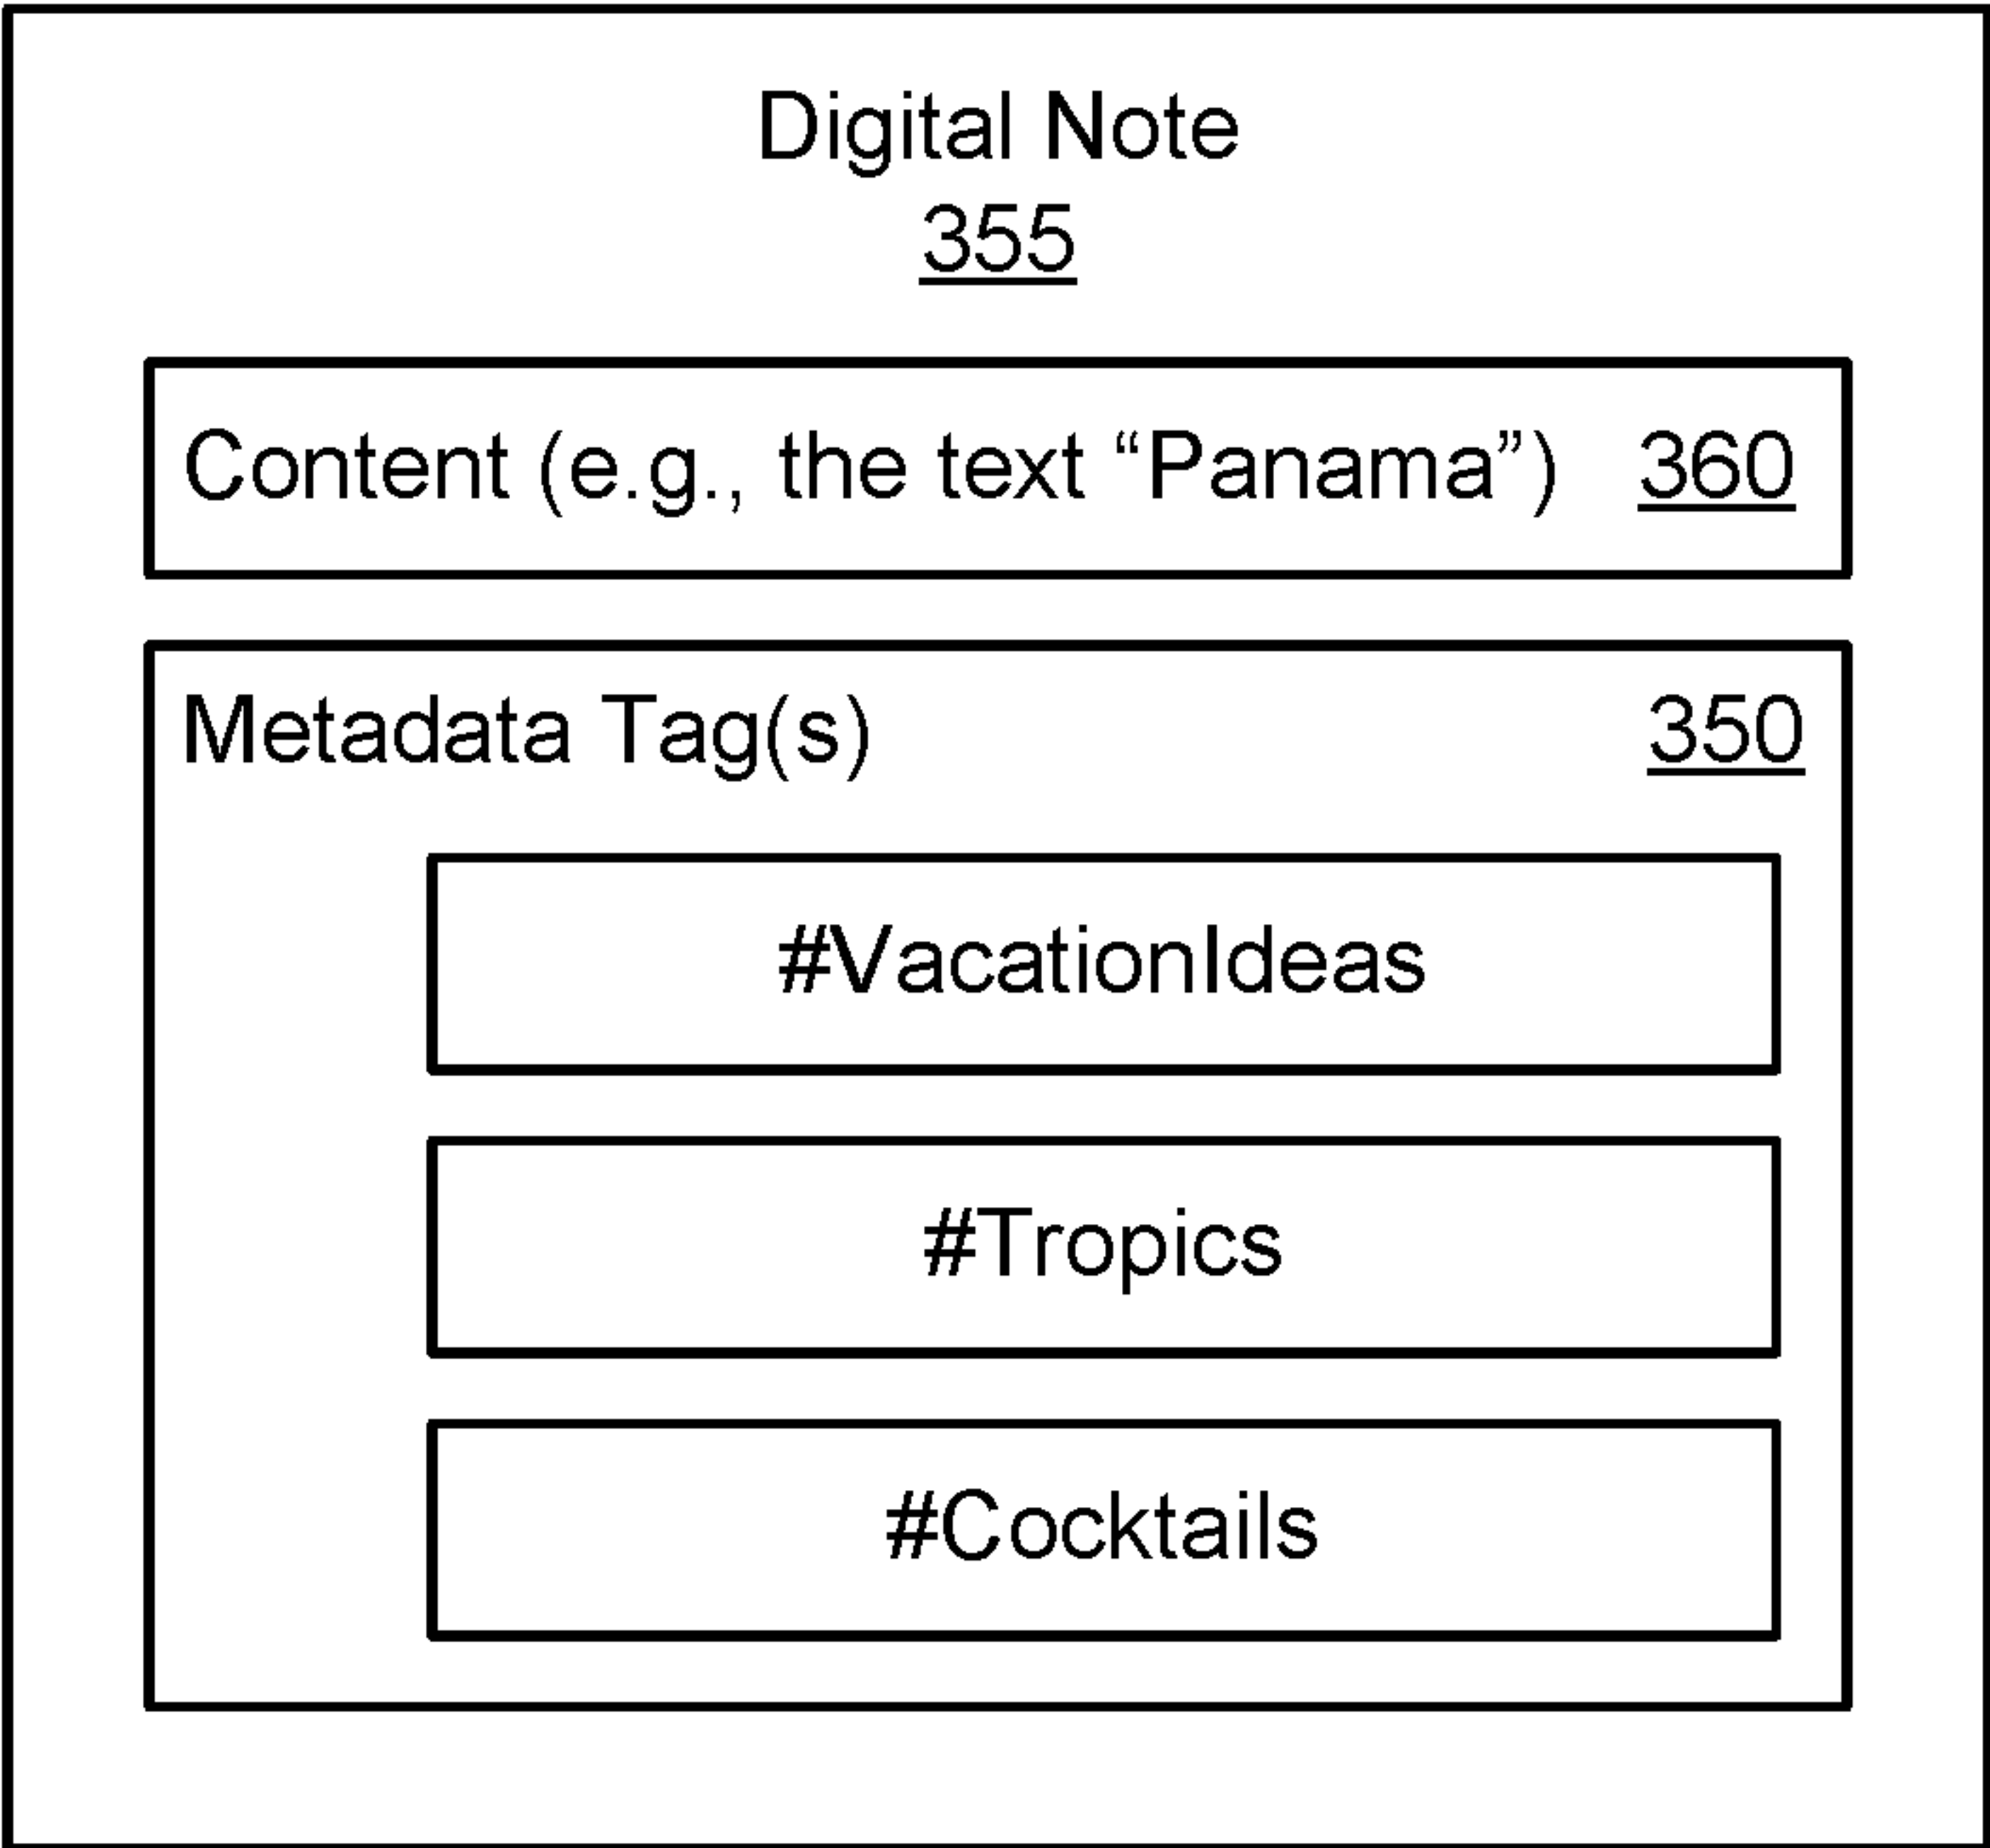 Digital Note
355
Content (e.g., the text “Panama”) 360
Metadata Tag(s) 350
#VacationIdeas
#Tropics
#Cocktails